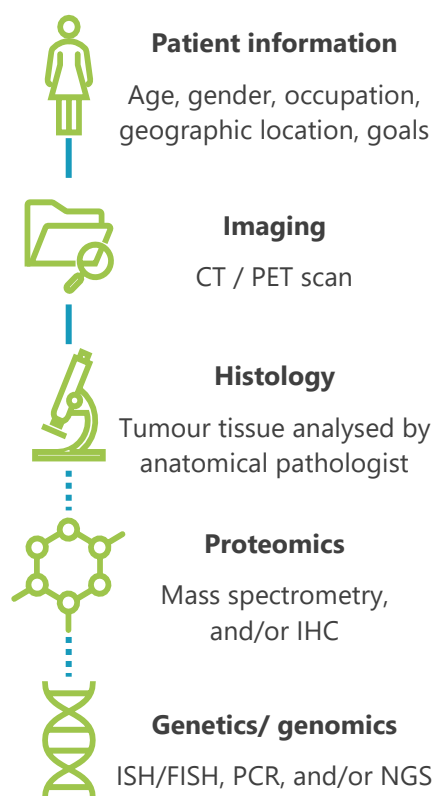 Patient information
Age, gender, occupation,
geographic location, goals
Imaging
CT / PET scan
Histology
Tumour tissue analysed by
anatomical pathologist
Proteomics
Mass spectrometry,
and/or IHC
Genetics/ genomics
ISH/FISH, PCR, and/or NGS